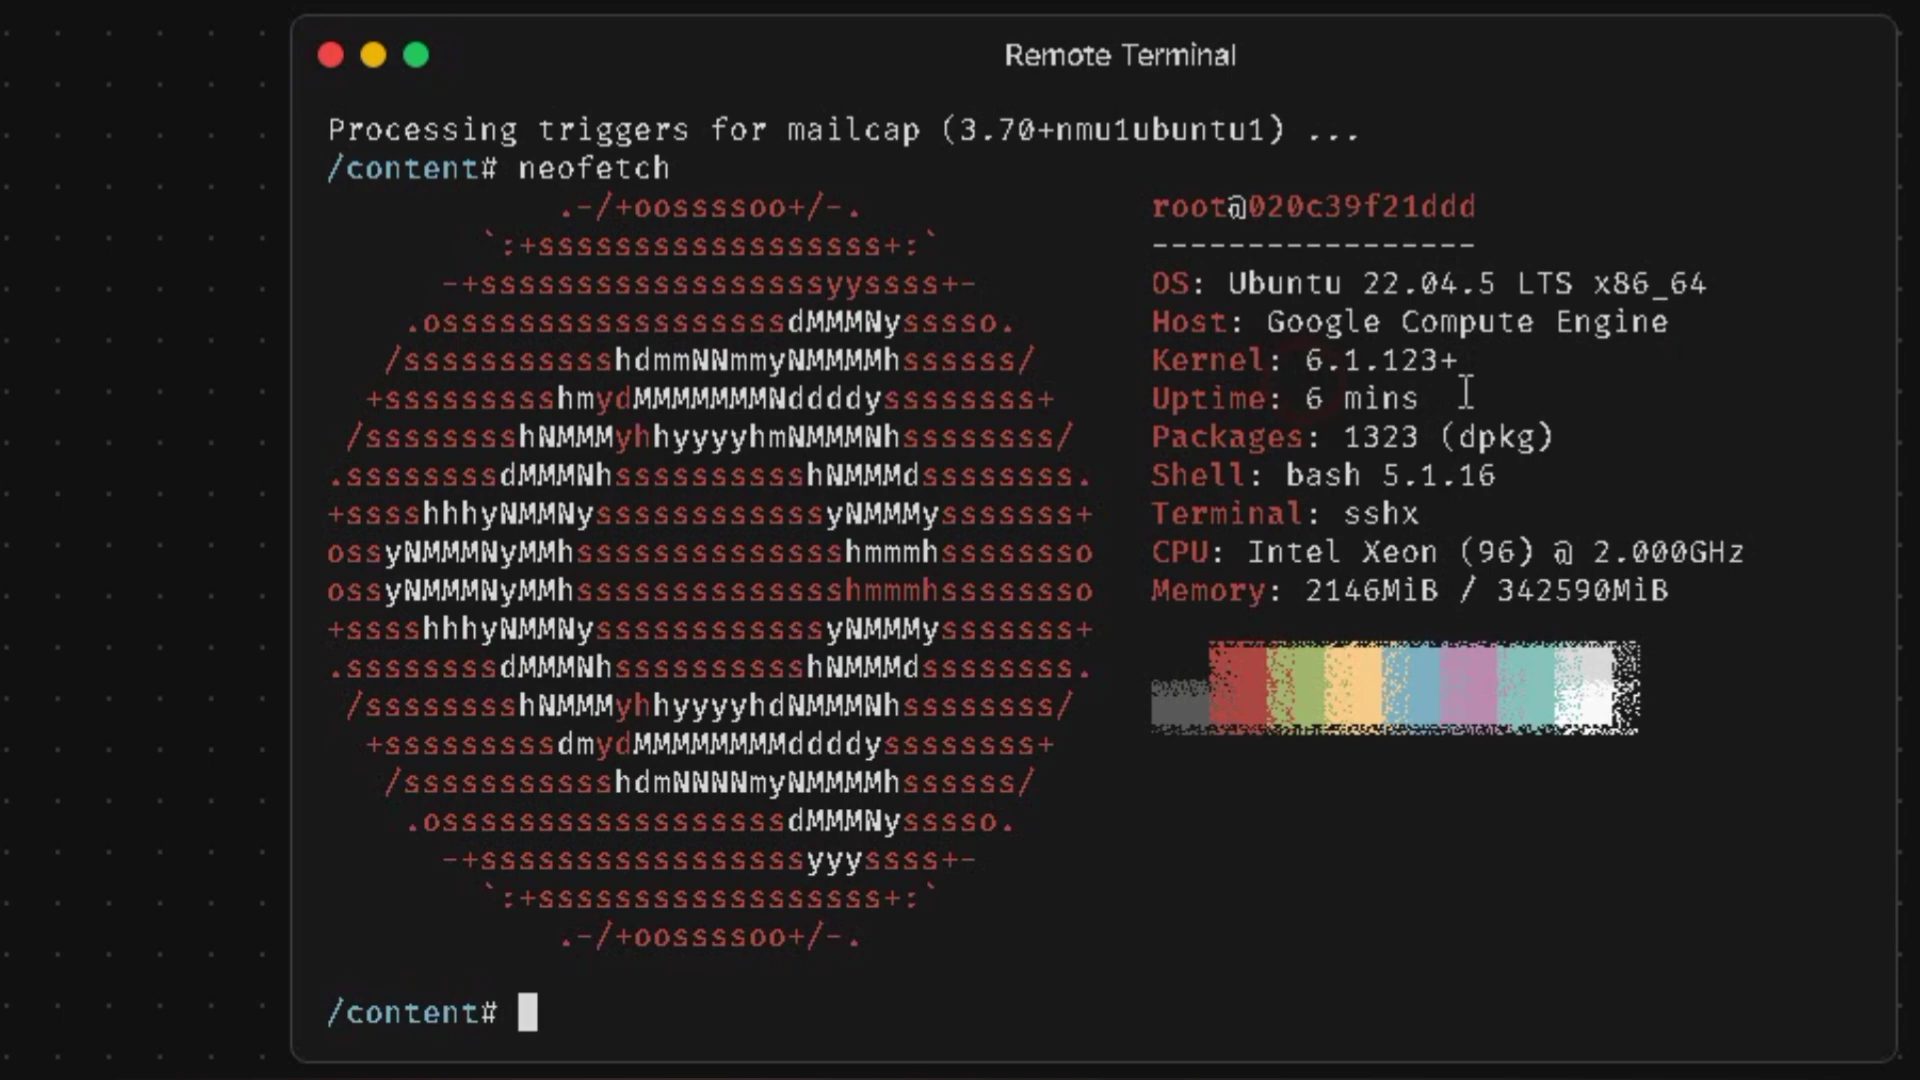 Remote Terminal
Processing triggers for mailcap (3.70+nmu1ubuntu1) ...
/content# neofetch
.-/+oossssoo+/-.
`:+ssssssssssssssssss+:`
-+ssssssssssssssssssyyssss+-
.ossssssssssssssssssdMMMNysssso.
/ssssssssssshdmmNNmmyNMMMMhssssss/
+ssssssssshmydMMMMMMMNddddyssssssss+
/sssssssshNMMMyhhyyyyhmNMMMNhssssssss/
.ssssssssdMMMNhsssssssssshNMMMdssssssss.
+sssshhhyNMMNyssssssssssssyNMMMysssssss+
ossyNMMMNyMMhsssssssssssssshmmmhssssssso
ossyNMMMNyMMhsssssssssssssshmmmhssssssso
+sssshhhyNMMNyssssssssssssyNMMMysssssss+
.ssssssssdMMMNhsssssssssshNMMMdssssssss.
/sssssssshNMMMyhhyyyyhdNMMMNhssssssss/
+sssssssssdmydMMMMMMMMddddyssssssss+
/ssssssssssshdmNNNNmyNMMMMhssssss/
.ossssssssssssssssssdMMMNysssso.
-+sssssssssssssssssyyyssss+-
`:+ssssssssssssssssss+:`
.-/+oossssoo+/-.
root@020c39f21ddd
-----------------
OS: Ubuntu 22.04.5 LTS x86_64
Host: Google Compute Engine
Kernel: 6.1.123+
Uptime: 6 mins
Packages: 1323 (dpkg)
Shell: bash 5.1.16
Terminal: sshx
CPU: Intel Xeon (96) @ 2.000GHz
Memory: 2146MiB / 342590MiB
/content#